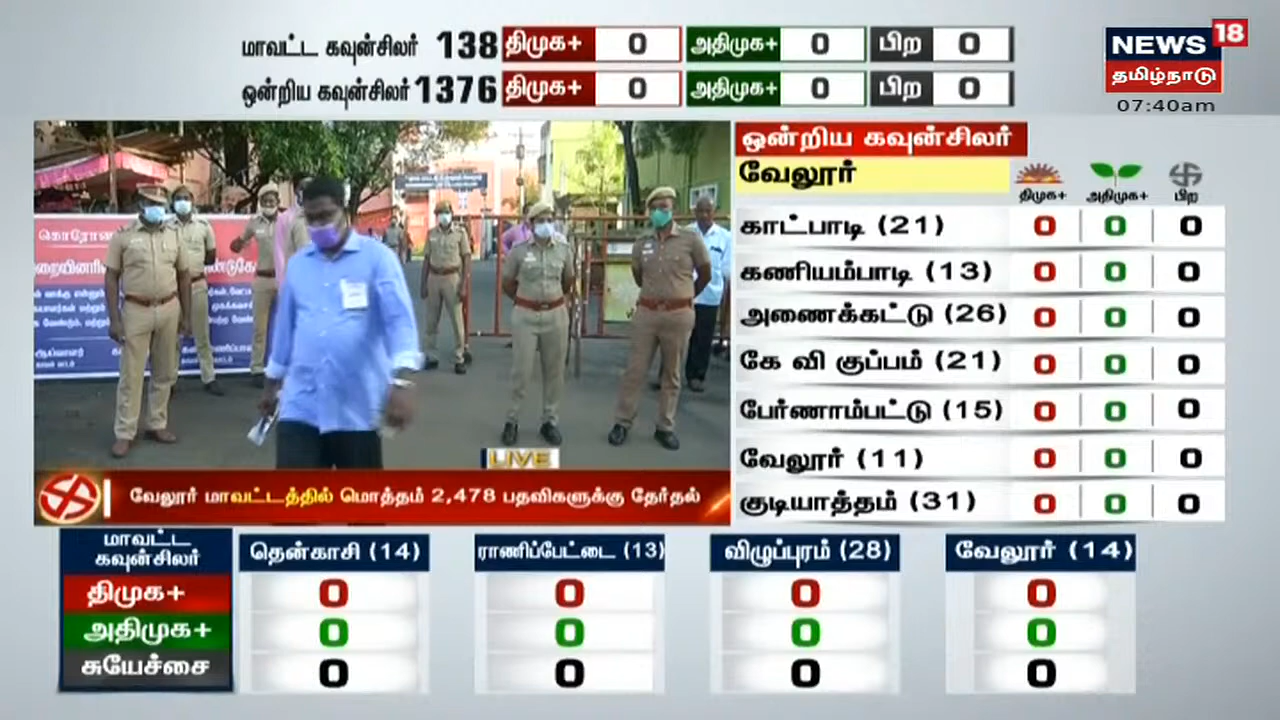 மாவட்ட கவுன்சிலர் 138 திமுக+ 0 அதிமுக+ 0 பிற 0
ஒன்றிய கவுன்சிலர் 1376 திமுக+ 0 அதிமுக+ 0 பிற 0
NEWS 18
தமிழ்நாடு
07:40am
கொரோனா
ஒன்றிய கவுன்சிலர்
வேலூர்
திமுக+ அதிமுக+ பிற
காட்பாடி (21) 0 0 0
கணியம்பாடி (13) 0 0 0
அணைக்கட்டு (26) 0 0 0
கே வி குப்பம் (21) 0 0 0
பேர்ணாம்பட்டு (15) 0 0 0
வேலூர் (11) 0 0 0
குடியாத்தம் (31) 0 0 0
LIVE
வேலூர் மாவட்டத்தில் மொத்தம் 2,478 பதவிகளுக்கு தேர்தல்
மாவட்ட
கவுன்சிலர்
தென்காசி (14) ராணிப்பேட்டை (13) விழுப்புரம் (28) வேலூர் (14)
திமுக+ 0 0 0 0
அதிமுக+ 0 0 0 0
சுயேச்சை 0 0 0 0